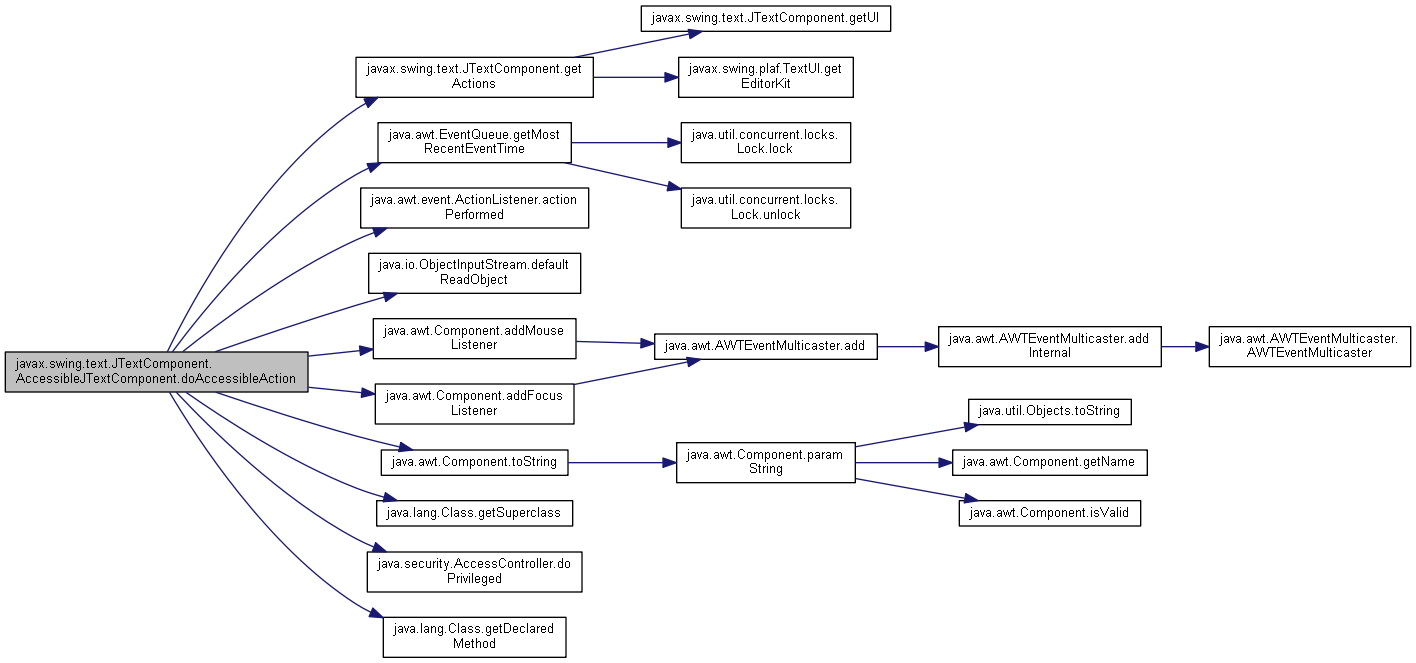 javax.swing.text.JTextComponent.getUI
javax.swing.text.JTextComponent.get
Actions
javax.swing.plaf.TextUI.get
EditorKit
java.awt.EventQueue.getMost
RecentEventTime
java.util.concurrent.locks.
Lock.lock
java.util.concurrent.locks.
Lock.unlock
java.awt.event.ActionListener.action
Performed
java.io.ObjectInputStream.default
ReadObject
java.awt.Component.addMouse
Listener
java.awt.AWTEventMulticaster.add
java.awt.AWTEventMulticaster.add
Internal
java.awt.AWTEventMulticaster.
AWTEventMulticaster
javax.swing.text.JTextComponent.
AccessibleJTextComponent.doAccessibleAction
java.awt.Component.addFocus
Listener
java.util.Objects.toString
java.awt.Component.toString
java.awt.Component.param
String
java.awt.Component.getName
java.lang.Class.getSuperclass
java.awt.Component.isValid
java.security.AccessController.do
Privileged
java.lang.Class.getDeclared
Method